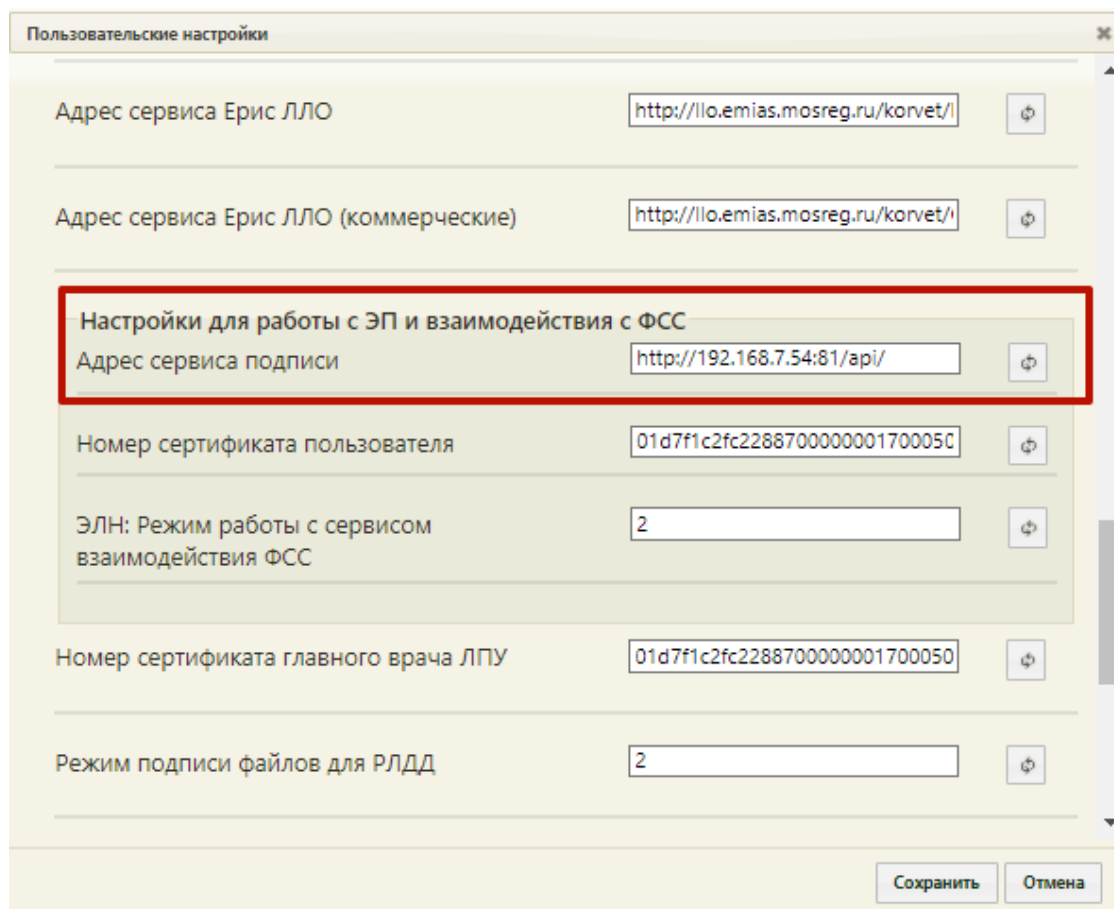 Пользовательские настройки
Адрес сервиса Ерис ЛЛО
http://llo.emias.mosreg.ru/korvet/
Адрес сервиса Ерис ЛЛО (коммерческие)
http://llo.emias.mosreg.ru/korvet/
Настройки для работы с ЭП и взаимодействия с ФСС
Адрес сервиса подписи
http://192.168.7.54:81/api/
Номер сертификата пользователя
ЭЛН: Режим работы с сервисом
2
взаимодействия ФСС
Номер сертификата главного врача ЛПУ
Режим подписи файлов для РЛДД
2
Сохранить Отмена